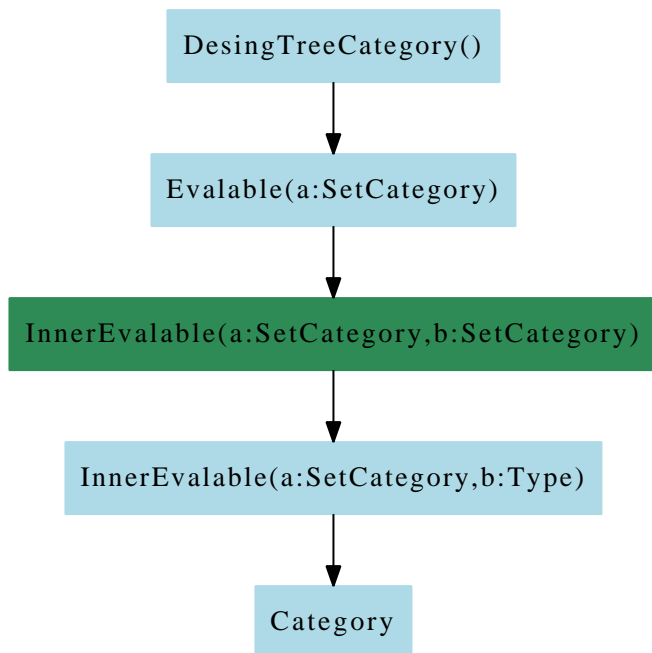 DesingTreeCategory()
Evalable(a:SetCategory)
InnerEvalable(a:SetCategory,b:SetCategory)
InnerEvalable(a:SetCategory,b:Type)
Category